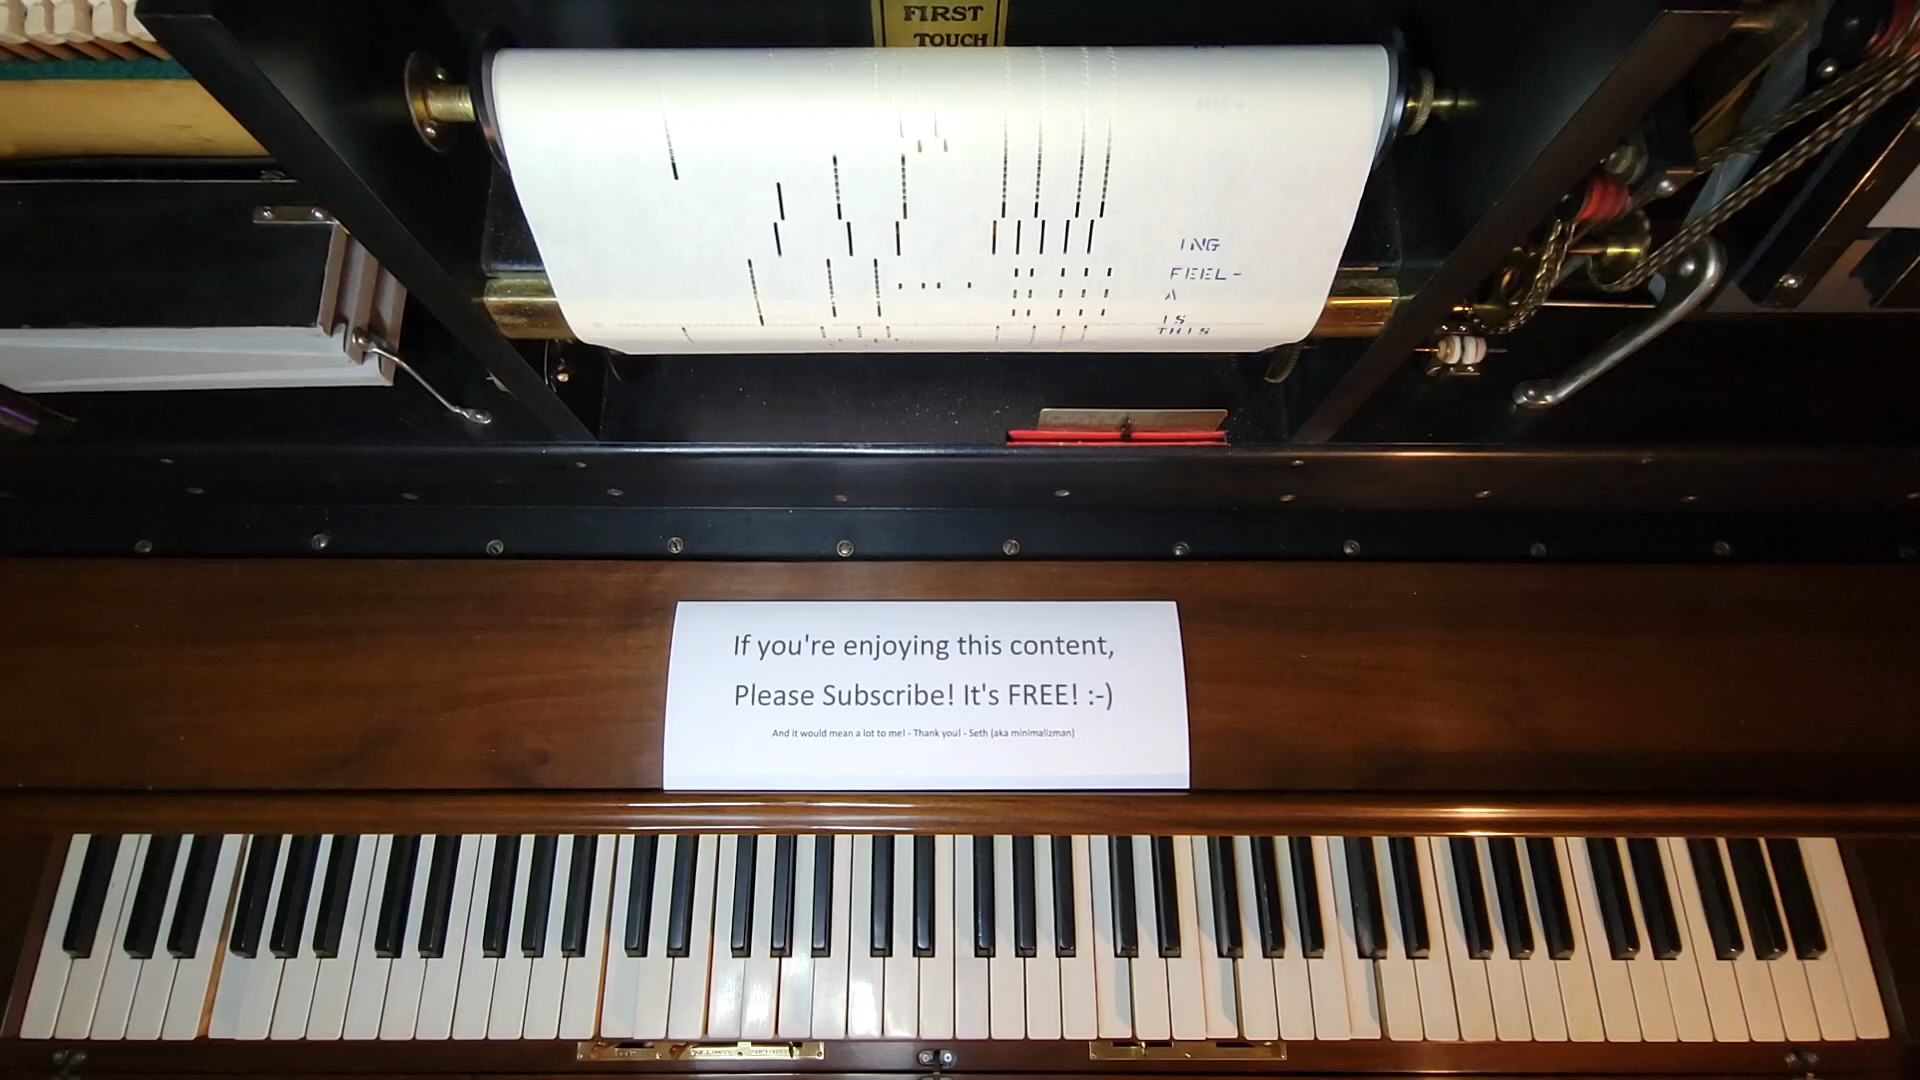 FIRST
TOUCH
ING
FEEL-
A
IS
THIS
If you're enjoying this content,
Please Subscribe! It's FREE! :-)
And it would mean a lot to me! - Thank you! - Seth (aka minimalizman)